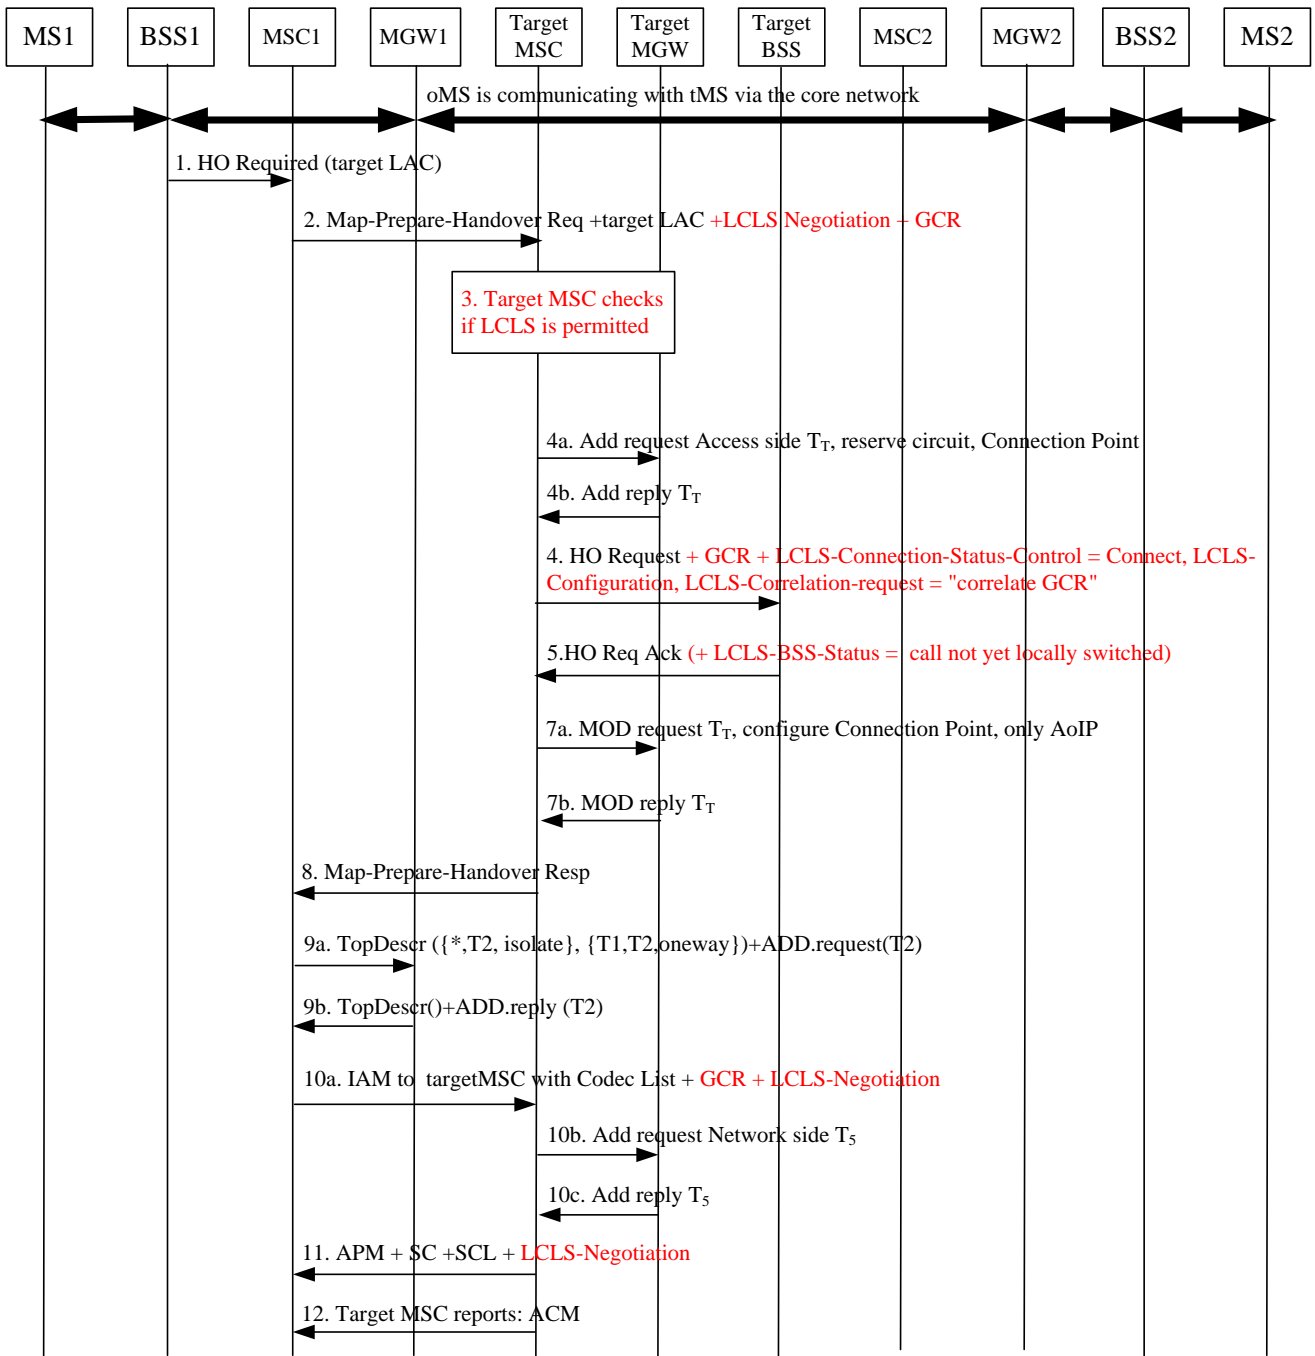 MS1
BSS1
MSC1
MGW1
Target
MSC
Target
MGW
Target
BSS
MSC2
MGW2
BSS2
MS2
oMS is communicating with tMS via the core network
1. HO Required (target LAC)
2. Map-Prepare-Handover Req +target LAC +LCLS Negotiation + GCR
3. Target MSC checks
if LCLS is permitted
4a. Add request Access side TT, reserve circuit, Connection Point
4b. Add reply TT
4. HO Request + GCR + LCLS-Connection-Status-Control = Connect, LCLS-
Configuration, LCLS-Correlation-request = "correlate GCR"
5.HO Req Ack (+ LCLS-BSS-Status = call not yet locally switched)
7a. MOD request TT, configure Connection Point, only AoIP
7b. MOD reply TT
8. Map-Prepare-Handover Resp
9a. TopDescr ({*,T2, isolate}, {T1,T2,oneway})+ADD.request(T2)
9b. TopDescr()+ADD.reply (T2)
10a. IAM to targetMSC with Codec List + GCR + LCLS-Negotiation
10b. Add request Network side T5
10c. Add reply T5
11. APM + SC +SCL + LCLS-Negotiation
12. Target MSC reports: ACM